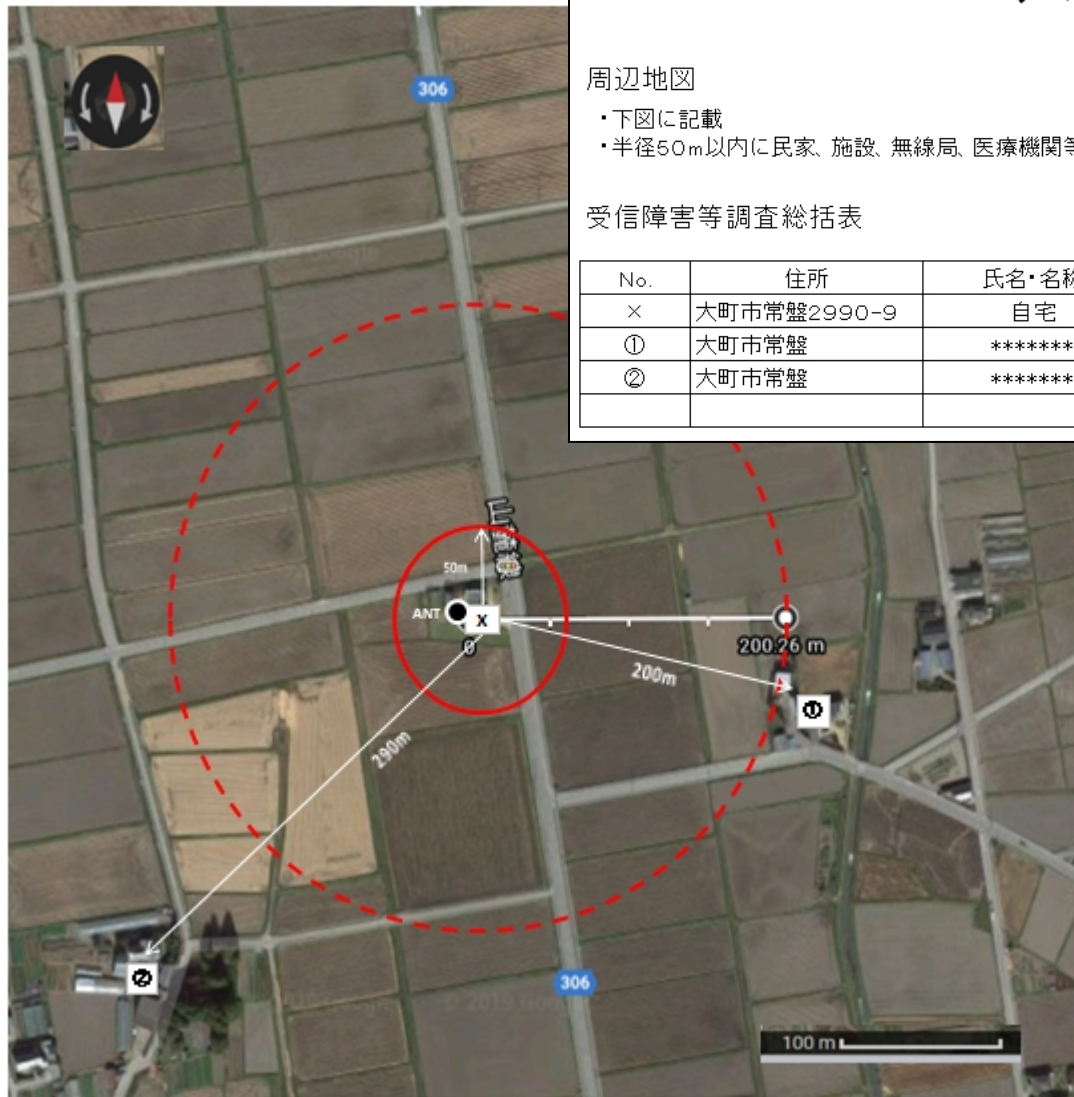 周辺地図
・下図に記載
・半径50m以内に民家、施設、無線局、医療機関等
受信障害等調査総括表
No. 住所 氏名・名称
× 大町市常盤2990-9 自宅
① 大町市常盤 *******
② 大町市常盤 *******
306
50m
ANT
X
0
200.26 m
200m
①
290m
②
306
100 m